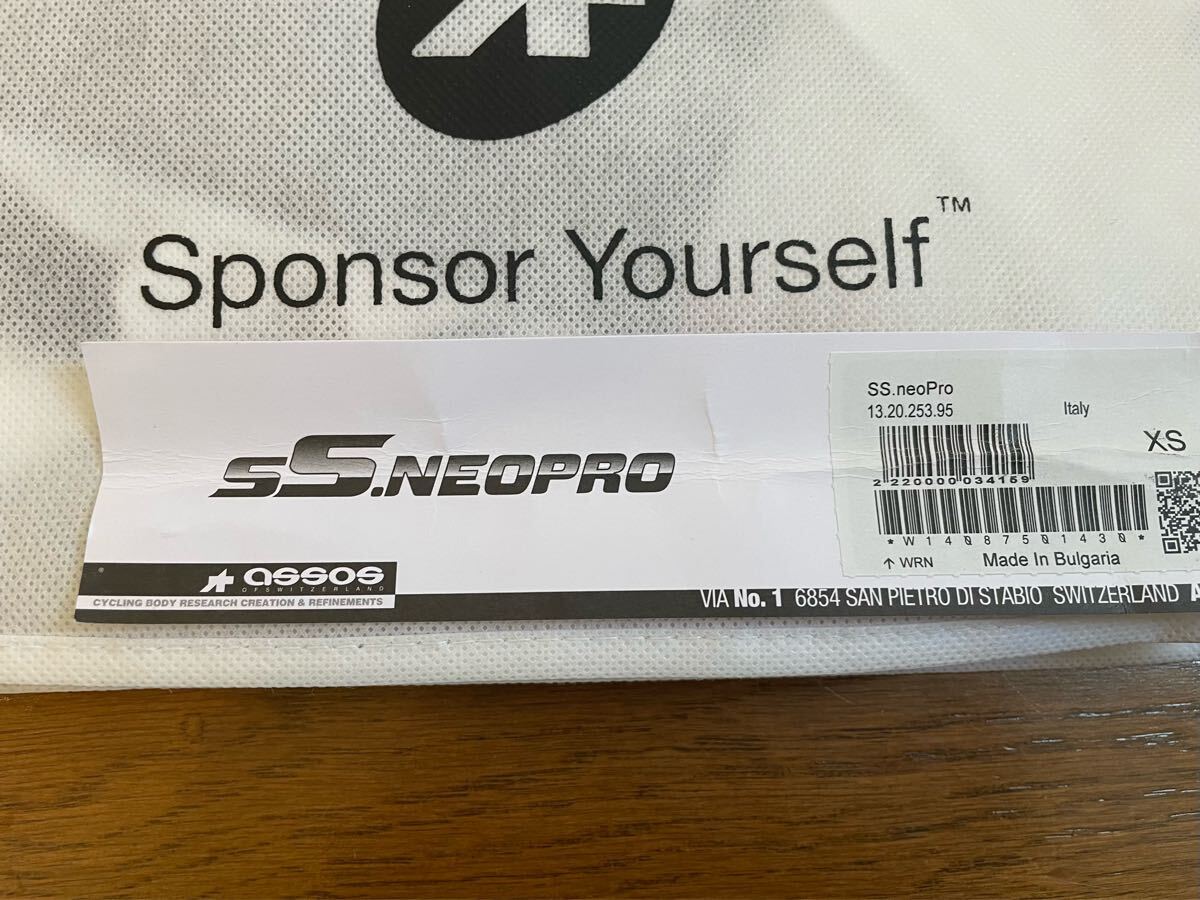 Sponsor Yourself™
sS.NEOPRO
assos
OF SWITZERLAND
CYCLING BODY RESEARCH CREATION & REFINEMENTS
SS.neoPro
13.20.253.95
Italy
XS
2 220000 034159
*W14087501430*
↑ WRN
Made In Bulgaria
VIA No. 1 6854 SAN PIETRO DI STABIO SWITZERLAND